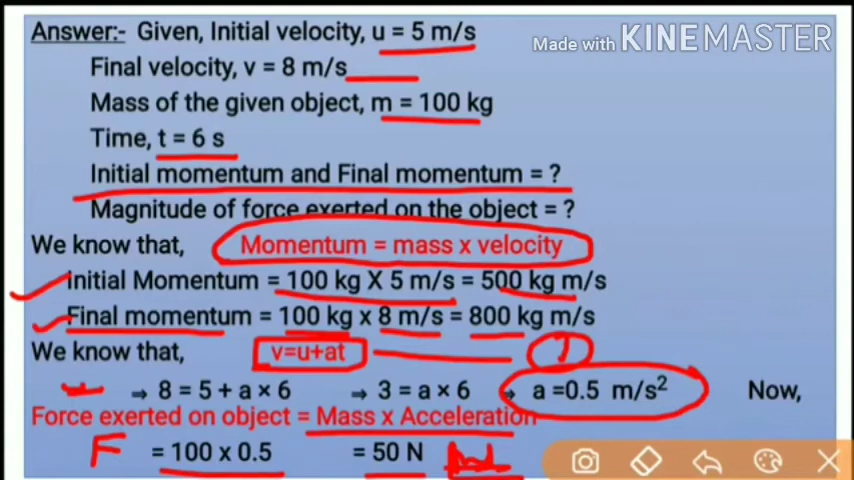 Answer:- Given, Initial velocity, u = 5 m/s
Made with KINEMASTER
Final velocity, v = 8 m/s
Mass of the given object, m = 100 kg
Time, t = 6 s
Initial momentum and Final momentum = ?
Magnitude of force exerted on the object = ?
We know that, Momentum = mass x velocity
Initial Momentum = 100 kg X 5 m/s = 500 kg m/s
Final momentum = 100 kg x 8 m/s = 800 kg m/s
We know that, v=u+at
⇒ 8 = 5 + a × 6 ⇒ 3 = a × 6 ⇒ a =0.5 m/s² Now,
Force exerted on object = Mass x Acceleration
F = 100 x 0.5 = 50 N